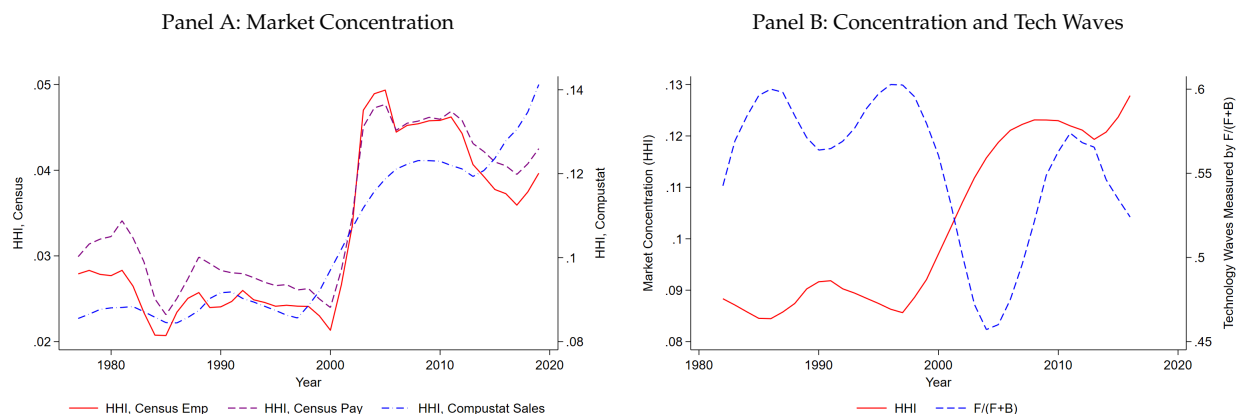 Panel A: Market Concentration
HHI, Census
.05
.04
.03
.02
HHI, Compustat
.14
.12
.1
.08
1980
1990
2000
2010
2020
Year
HHI, Census Emp
HHI, Census Pay
HHI, Compustat Sales
Panel B: Concentration and Tech Waves
Market Concentration (HHI)
.13
.12
.11
.1
.09
.08
Technology Waves Measured by F/(F+B)
.6
.55
.5
.45
1980
1990
2000
2010
2020
Year
HHI
F/(F+B)